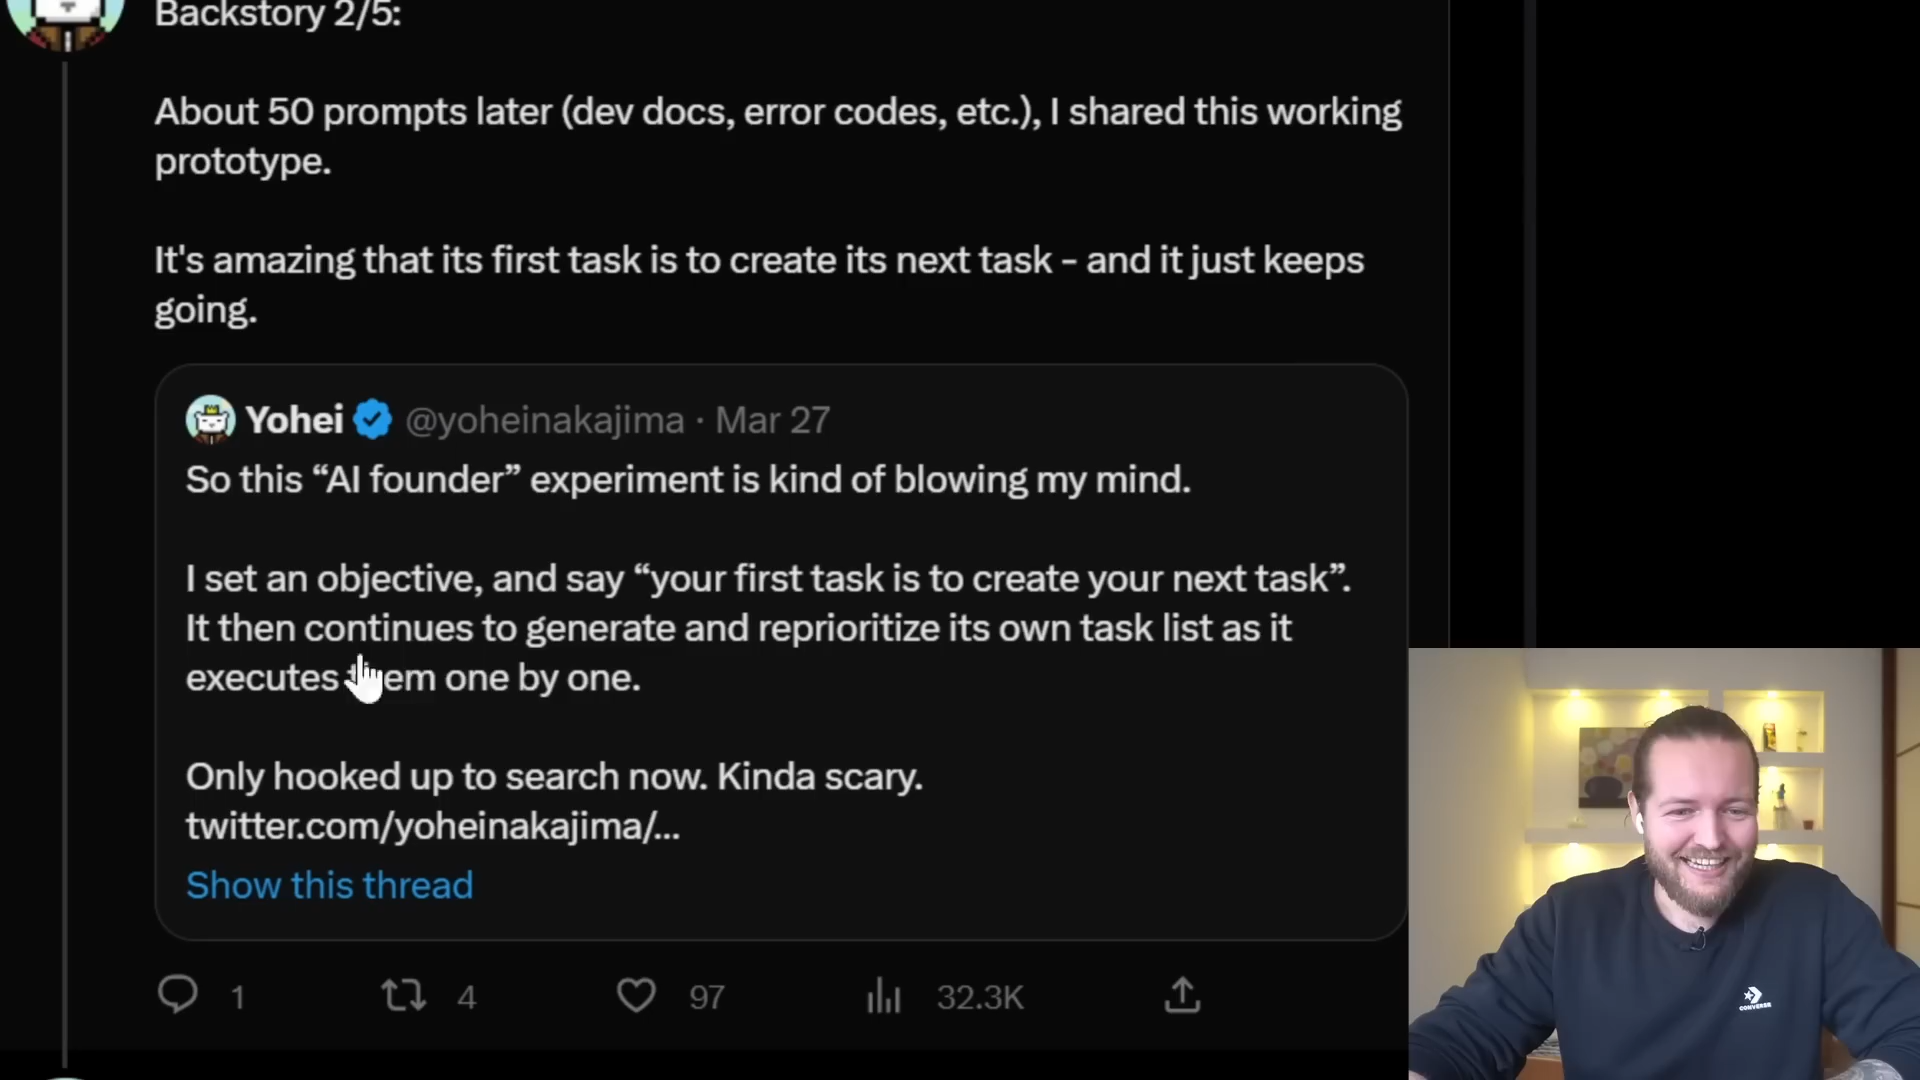 Backstory 2/5:
About 50 prompts later (dev docs, error codes, etc.), I shared this working
prototype.
It's amazing that its first task is to create its next task - and it just keeps
going.
Yohei @yoheinakajima · Mar 27
So this “AI founder” experiment is kind of blowing my mind.
I set an objective, and say “your first task is to create your next task”.
It then continues to generate and reprioritize its own task list as it
executes them one by one.
Only hooked up to search now. Kinda scary.
twitter.com/yoheinakajima/...
Show this thread
1 4 97 32.3K
CONVERSE